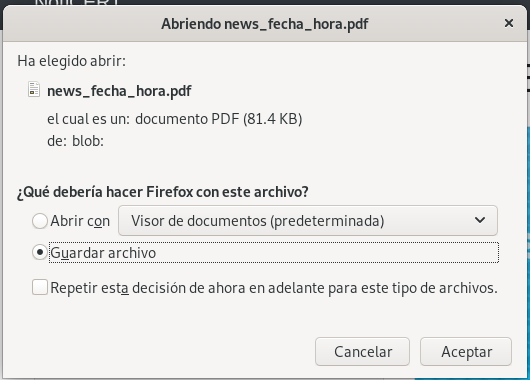 NotiCERT
Abriendo news_fecha_hora.pdf
×
Ha elegido abrir:
news_fecha_hora.pdf
el cual es un: documento PDF (81.4 KB)
de: blob:
¿Qué debería hacer Firefox con este archivo?
Abrir con Visor de documentos (predeterminada)
Guardar archivo
Repetir esta decisión de ahora en adelante para este tipo de archivos.
Cancelar Aceptar